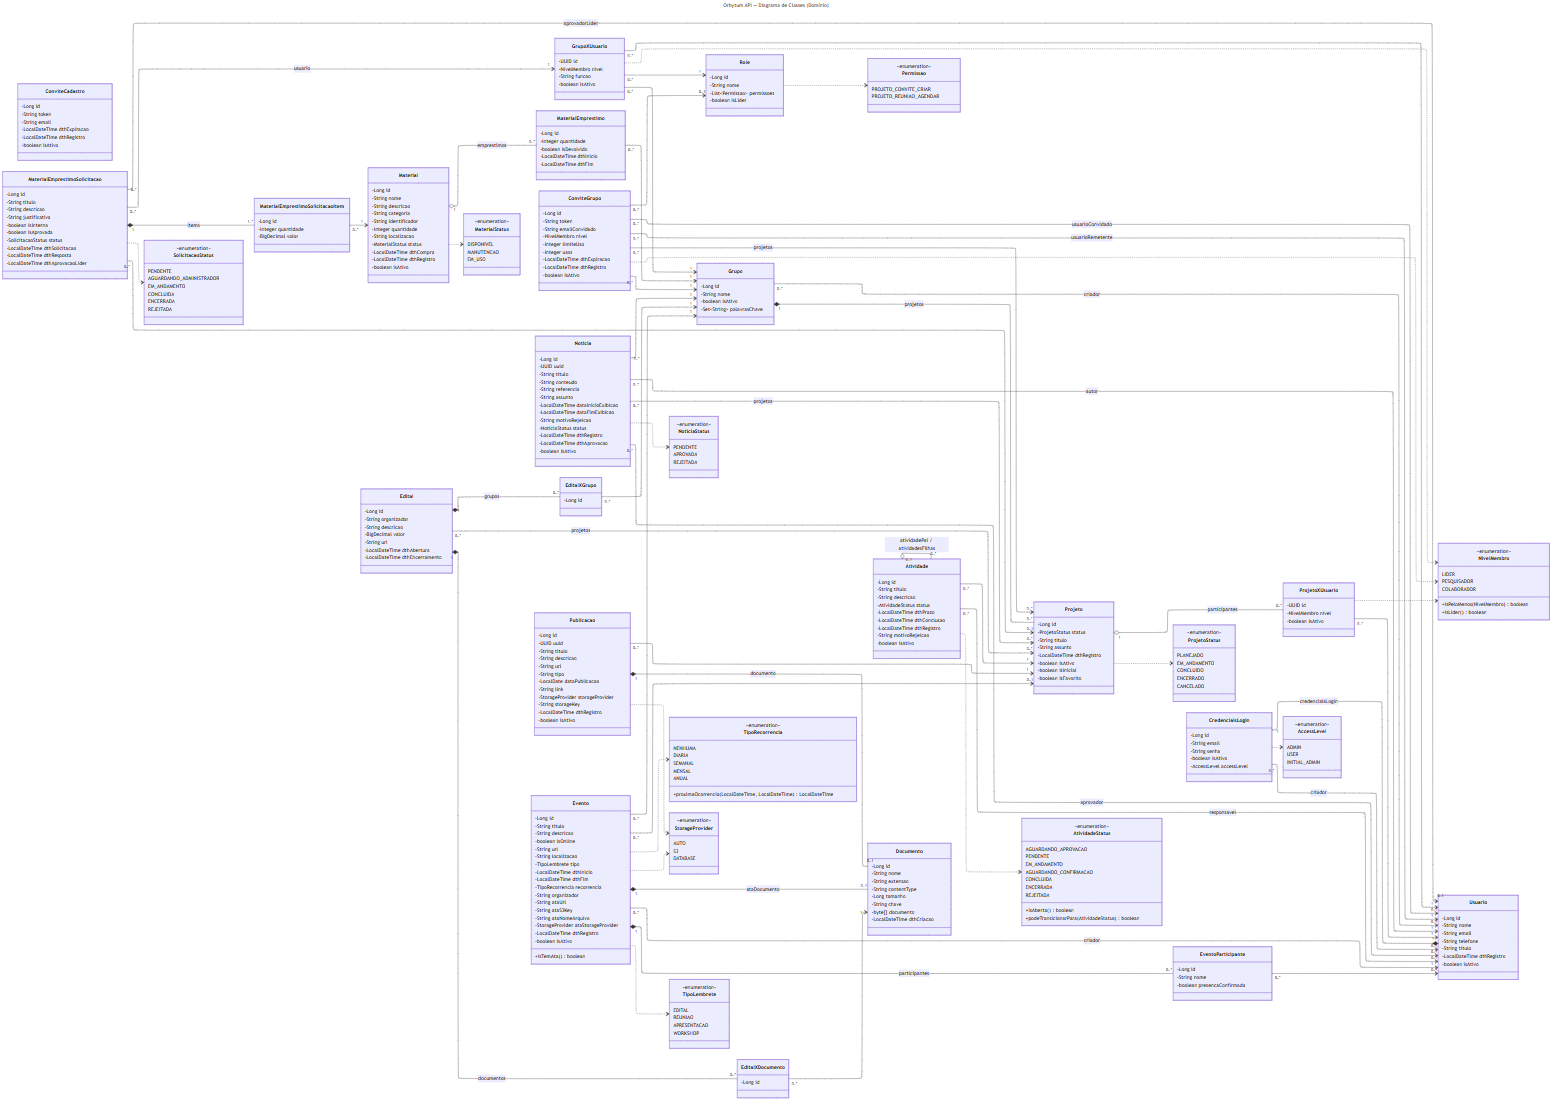 Orbytum API — Diagrama de Classes (Domínio)
aprovadorLider
usuario
GrupoXUsuario
-UUID id
-NivelMembro nivel
-String funcao
-boolean isAtivo
Role
-Long id
-String nome
-List<Permissao> permissoes
-boolean isLider
«enumeration»
Permissao
PROJETO_CONVITE_CRIAR
PROJETO_REUNIAO_AGENDAR
ConviteCadastro
-Long id
-String token
-String email
-LocalDateTime dthExpiracao
-LocalDateTime dthRegistro
-boolean isAtivo
MaterialEmprestimo
-Long id
-Integer quantidade
-boolean isDevolvido
-LocalDateTime dthInicio
-LocalDateTime dthFim
emprestimos
MaterialEmprestimoSolicitacao
-Long id
-String titulo
-String descricao
-String justificativa
-boolean isInterna
-boolean isAprovada
-SolicitacaoStatus status
-LocalDateTime dthSolicitacao
-LocalDateTime dthResposta
-LocalDateTime dthAprovacaoLider
items
MaterialEmprestimoSolicitacaoItem
-Long id
-Integer quantidade
-BigDecimal valor
Material
-Long id
-String nome
-String descricao
-String categoria
-String identificador
-Integer quantidade
-String localizacao
-MaterialStatus status
-LocalDateTime dthCompra
-LocalDateTime dthRegistro
-boolean isAtivo
«enumeration»
MaterialStatus
DISPONIVEL
MANUTENCAO
EM_USO
«enumeration»
SolicitacaoStatus
PENDENTE
AGUARDANDO_ADMINISTRADOR
EM_ANDAMENTO
CONCLUIDA
ENCERRADA
REJEITADA
ConviteGrupo
-Long id
-String token
-String emailConvidado
-NivelMembro nivel
-Integer limiteUso
-Integer usos
-LocalDateTime dthExpiracao
-LocalDateTime dthRegistro
-boolean isAtivo
usuarioConvidado
usuarioRemetente
projetos
Grupo
-Long id
-String nome
-boolean isAtivo
-Set<String> palavrasChave
criador
projetos
Noticia
-Long id
-UUID uuid
-String titulo
-String conteudo
-String referencia
-String assunto
-LocalDateTime dataInicioExibicao
-LocalDateTime dataFimExibicao
-String motivoRejeicao
-NoticiaStatus status
-LocalDateTime dthRegistro
-LocalDateTime dthAprovacao
-boolean isAtivo
autor
projetos
«enumeration»
NoticiaStatus
PENDENTE
APROVADA
REJEITADA
Edital
-Long id
-String organizador
-String descricao
-BigDecimal valor
-String url
-LocalDateTime dthAbertura
-LocalDateTime dthEncerramento
grupos
EditalXGrupo
-Long id
projetos
atividadePai /
atividadesFilhas
Atividade
-Long id
-String titulo
-String descricao
-AtividadeStatus status
-LocalDateTime dthPrazo
-LocalDateTime dthConclusao
-LocalDateTime dthRegistro
-String motivoRejeicao
-boolean isAtivo
«enumeration»
NivelMembro
LIDER
PESQUISADOR
COLABORADOR
+isPeloMenos(NivelMembro) : boolean
+isLider() : boolean
Projeto
-Long id
-ProjetoStatus status
-String titulo
-String assunto
-LocalDateTime dthRegistro
-boolean isAtivo
-boolean isInicial
-boolean isFavorito
participantes
ProjetoXUsuario
-UUID id
-NivelMembro nivel
-boolean isAtivo
«enumeration»
ProjetoStatus
PLANEJADO
EM_ANDAMENTO
CONCLUIDO
ENCERRADO
CANCELADO
Publicacao
-Long id
-UUID uuid
-String titulo
-String descricao
-String url
-String tipo
-LocalDate dataPublicacao
-String link
-StorageProvider storageProvider
-String storageKey
-LocalDateTime dthRegistro
-boolean isAtivo
documento
credenciaisLogin
CredenciaisLogin
-Long id
-String email
-String senha
-boolean isAtivo
-AccessLevel accessLevel
«enumeration»
AccessLevel
ADMIN
USER
INITIAL_ADMIN
criador
«enumeration»
TipoRecorrencia
NENHUMA
DIARIA
SEMANAL
MENSAL
ANUAL
+proximaOcorrencia(LocalDateTime, LocalDateTime) : LocalDateTime
aprovador
responsavel
Evento
-Long id
-String titulo
-String descricao
-boolean isOnline
-String url
-String localizacao
-TipoLembrete tipo
-LocalDateTime dthInicio
-LocalDateTime dthFim
-TipoRecorrencia recorrencia
-String organizador
-String ataUrl
-String ataS3Key
-String ataNomeArquivo
-StorageProvider ataStorageProvider
-LocalDateTime dthRegistro
-boolean isAtivo
+isTemAta() : boolean
«enumeration»
StorageProvider
AUTO
S3
DATABASE
ataDocumento
Documento
-Long id
-String nome
-String extensao
-String contentType
-Long tamanho
-String chave
-byte[] documento
-LocalDateTime dthCriacao
«enumeration»
AtividadeStatus
AGUARDANDO_APROVACAO
PENDENTE
EM_ANDAMENTO
AGUARDANDO_CONFIRMACAO
CONCLUIDA
ENCERRADA
REJEITADA
+isAberta() : boolean
+podeTransicionarPara(AtividadeStatus) : boolean
Usuario
-Long id
-String nome
-String email
-String telefone
-String titulo
-LocalDateTime dthRegistro
-boolean isAtivo
criador
participantes
EventoParticipante
-Long id
-String nome
-boolean presencaConfirmada
«enumeration»
TipoLembrete
EDITAL
REUNIAO
APRESENTACAO
WORKSHOP
documentos
EditalXDocumento
-Long id